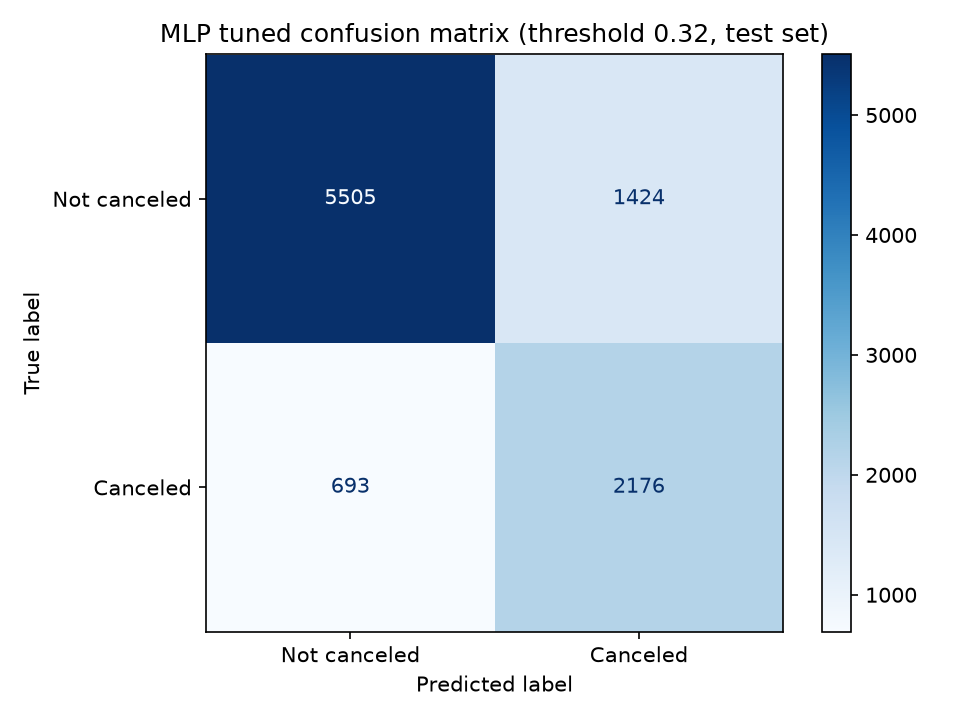 MLP tuned confusion matrix (threshold 0.32, test set)
True label
Not canceled
Canceled
5505
1424
693
2176
Not canceled
Canceled
Predicted label
5000
4000
3000
2000
1000